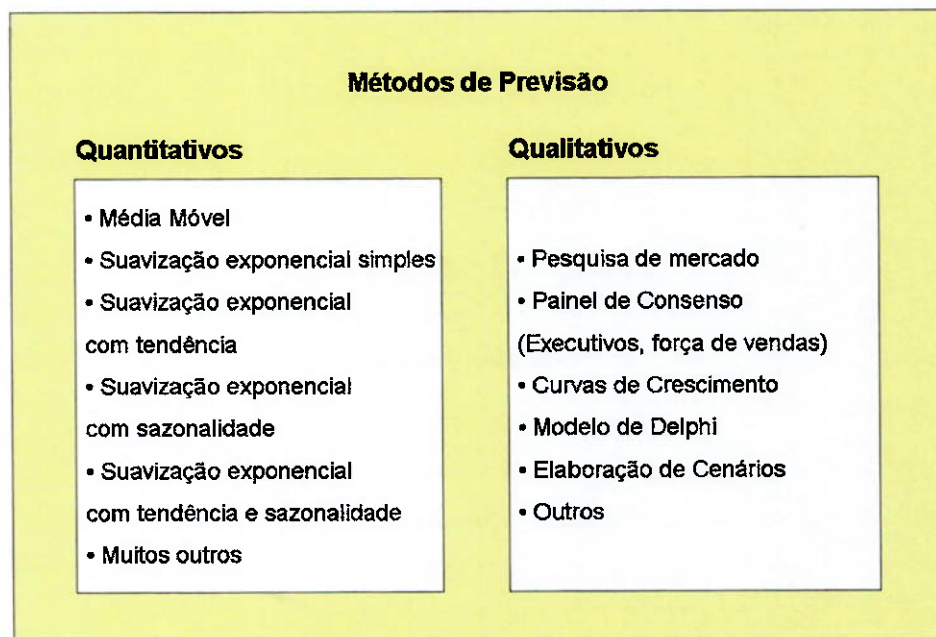 Métodos de Previsão
Quantitativos
• Média Móvel
• Suavização exponencial simples
• Suavização exponencial
com tendência
• Suavização exponencial
com sazonalidade
• Suavização exponencial
com tendência e sazonalidade
• Muitos outros
Qualitativos
• Pesquisa de mercado
• Painel de Consenso
(Executivos, força de vendas)
• Curvas de Crescimento
• Modelo de Delphi
• Elaboração de Cenários
• Outros